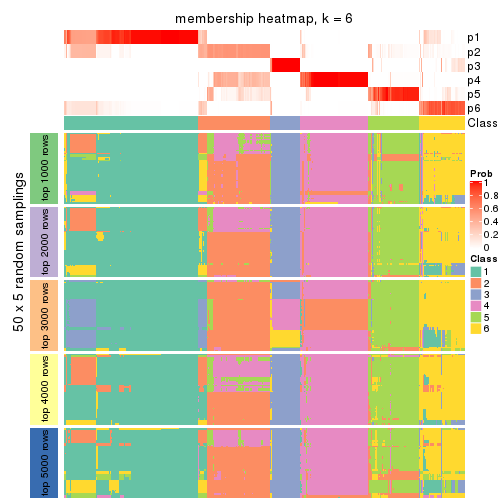 membership heatmap, k = 6
p1
p2
p3
p4
p5
p6
Class
50 x 5 random samplings
top 1000 rows
top 2000 rows
top 3000 rows
top 4000 rows
top 5000 rows
Prob
1
0.8
0.6
0.4
0.2
0
Class
1
2
3
4
5
6